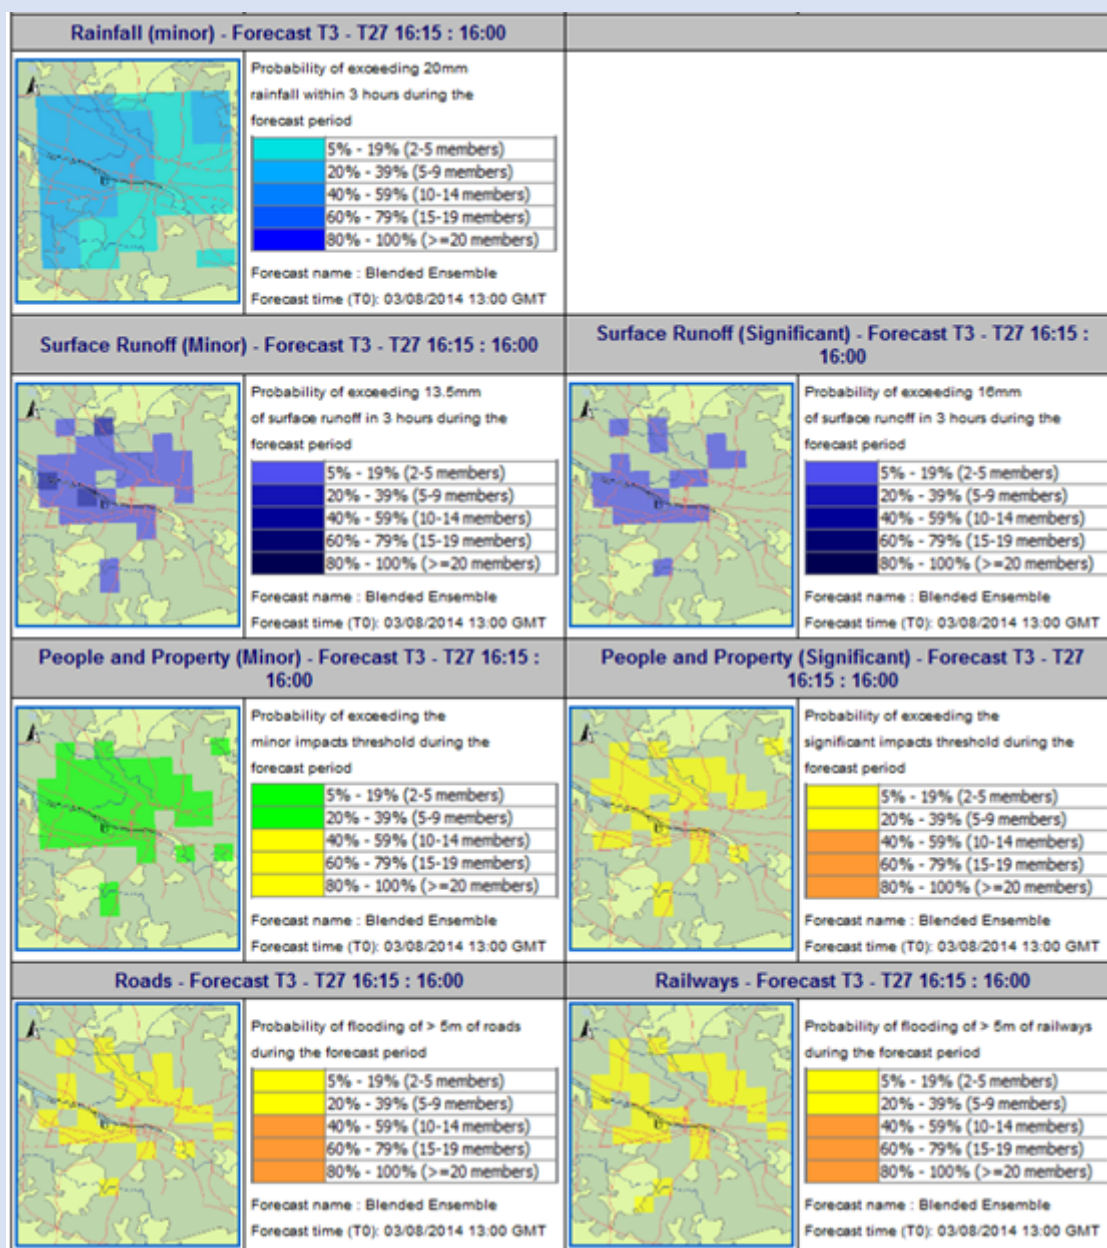 Rainfall (minor) - Forecast T3 - T27 16:15 : 16:00
Probability of exceeding 20mm
rainfall within 3 hours during the
forecast period
5% - 19% (2-5 members)
20% - 39% (5-9 members)
40% - 59% (10-14 members)
60% - 79% (15-19 members)
80% - 100% (>=20 members)
Forecast name : Blended Ensemble
Forecast time (T0): 03/08/2014 13:00 GMT
Surface Runoff (Minor) - Forecast T3 - T27 16:15 : 16:00
Probability of exceeding 13.5mm
of surface runoff in 3 hours during the
forecast period
5% - 19% (2-5 members)
20% - 39% (5-9 members)
40% - 59% (10-14 members)
60% - 79% (15-19 members)
80% - 100% (>=20 members)
Forecast name : Blended Ensemble
Forecast time (T0): 03/08/2014 13:00 GMT
Surface Runoff (Significant) - Forecast T3 - T27 16:15 :
16:00
Probability of exceeding 16mm
of surface runoff in 3 hours during the
forecast period
5% - 19% (2-5 members)
20% - 39% (5-9 members)
40% - 59% (10-14 members)
60% - 79% (15-19 members)
80% - 100% (>=20 members)
Forecast name : Blended Ensemble
Forecast time (T0): 03/08/2014 13:00 GMT
People and Property (Minor) - Forecast T3 - T27 16:15 :
16:00
Probability of exceeding the
minor impacts threshold during the
forecast period
5% - 19% (2-5 members)
20% - 39% (5-9 members)
40% - 59% (10-14 members)
60% - 79% (15-19 members)
80% - 100% (>=20 members)
Forecast name : Blended Ensemble
Forecast time (T0): 03/08/2014 13:00 GMT
People and Property (Significant) - Forecast T3 - T27
16:15 : 16:00
Probability of exceeding the
significant impacts threshold during the
forecast period
5% - 19% (2-5 members)
20% - 39% (5-9 members)
40% - 59% (10-14 members)
60% - 79% (15-19 members)
80% - 100% (>=20 members)
Forecast name : Blended Ensemble
Forecast time (T0): 03/08/2014 13:00 GMT
Roads - Forecast T3 - T27 16:15 : 16:00
Probability of flooding of > 5m of roads
during the forecast period
5% - 19% (2-5 members)
20% - 39% (5-9 members)
40% - 59% (10-14 members)
60% - 79% (15-19 members)
80% - 100% (>=20 members)
Forecast name : Blended Ensemble
Forecast time (T0): 03/08/2014 13:00 GMT
Railways - Forecast T3 - T27 16:15 : 16:00
Probability of flooding of > 5m of railways
during the forecast period
5% - 19% (2-5 members)
20% - 39% (5-9 members)
40% - 59% (10-14 members)
60% - 79% (15-19 members)
80% - 100% (>=20 members)
Forecast name : Blended Ensemble
Forecast time (T0): 03/08/2014 13:00 GMT